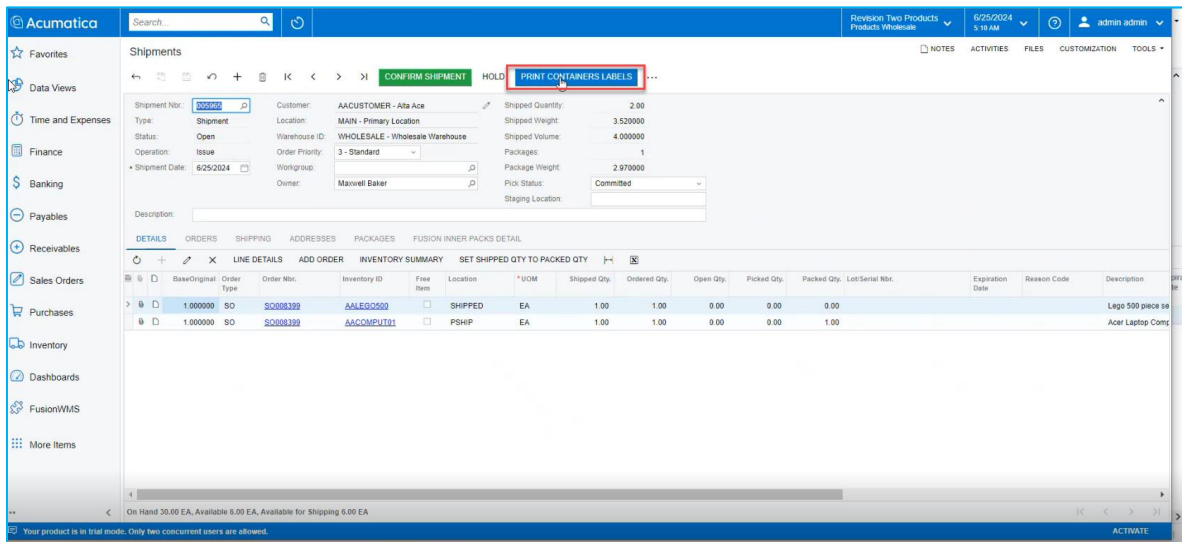 Acumatica
Search...
Revision Two Products
Products Wholesale
6/25/2024
5:10 AM
admin admin
Favorites
Data Views
Time and Expenses
Finance
Banking
Payables
Receivables
Sales Orders
Purchases
Inventory
Dashboards
FusionWMS
More Items
Shipments
NOTES ACTIVITIES FILES CUSTOMIZATION TOOLS
CONFIRM SHIPMENT HOLD PRINT CONTAINERS LABELS ...
Shipment Nbr.: 005965 Customer: AACUSTOMER - Alta Ace Shipped Quantity: 2.00
Type: Shipment Location: MAIN - Primary Location Shipped Weight: 3.520000
Status: Open Warehouse ID: WHOLESALE - Wholesale Warehouse Shipped Volume: 4.000000
Operation: Issue Order Priority: 3 - Standard Packages: 1
* Shipment Date: 6/25/2024 Workgroup: Package Weight: 2.970000
Owner: Maxwell Baker Pick Status: Committed
Staging Location:
Description:
DETAILS ORDERS SHIPPING ADDRESSES PACKAGES FUSION INNER PACKS DETAIL
LINE DETAILS ADD ORDER INVENTORY SUMMARY SET SHIPPED QTY TO PACKED QTY
BaseOriginal Order Type Order Nbr. Inventory ID Free Item Location *UOM Shipped Qty. Ordered Qty. Open Qty. Picked Qty. Packed Qty. Lot/Serial Nbr. Expiration Date Reason Code Description
1.000000 SO SO008399 AALEGO500 SHIPPED EA 1.00 1.00 0.00 0.00 0.00 Lego 500 piece se
1.000000 SO SO008399 AACOMPUT01 PSHIP EA 1.00 1.00 0.00 0.00 1.00 Acer Laptop Comp
On Hand 30.00 EA, Available 6.00 EA, Available for Shipping 6.00 EA
Your product is in trial mode. Only two concurrent users are allowed. ACTIVATE